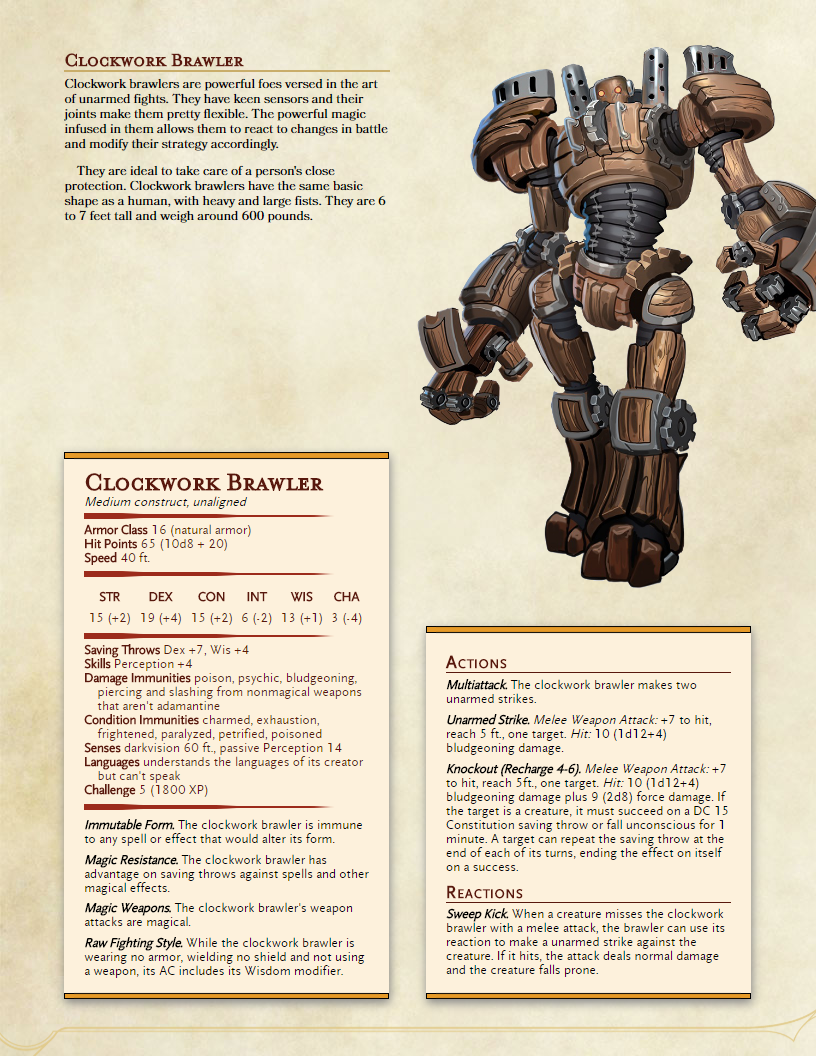 Clockwork Brawler
Clockwork brawlers are powerful foes versed in the art
of unarmed fights. They have keen sensors and their
joints make them pretty flexible. The powerful magic
infused in them allows them to react to changes in battle
and modify their strategy accordingly.
They are ideal to take care of a person's close
protection. Clockwork brawlers have the same basic
shape as a human, with heavy and large fists. They are 6
to 7 feet tall and weigh around 600 pounds.
Clockwork Brawler
Medium construct, unaligned
Armor Class 16 (natural armor)
Hit Points 65 (10d8 + 20)
Speed 40 ft.
STR DEX CON INT WIS CHA
15 (+2) 19 (+4) 15 (+2) 6 (-2) 13 (+1) 3 (-4)
Saving Throws Dex +7, Wis +4
Skills Perception +4
Damage Immunities poison, psychic, bludgeoning,
piercing and slashing from nonmagical weapons
that aren't adamantine
Condition Immunities charmed, exhaustion,
frightened, paralyzed, petrified, poisoned
Senses darkvision 60 ft., passive Perception 14
Languages understands the languages of its creator
but can't speak
Challenge 5 (1800 XP)
Immutable Form. The clockwork brawler is immune
to any spell or effect that would alter its form.
Magic Resistance. The clockwork brawler has
advantage on saving throws against spells and other
magical effects.
Magic Weapons. The clockwork brawler's weapon
attacks are magical.
Raw Fighting Style. While the clockwork brawler is
wearing no armor, wielding no shield and not using
a weapon, its AC includes its Wisdom modifier.
Actions
Multiattack. The clockwork brawler makes two
unarmed strikes.
Unarmed Strike. Melee Weapon Attack: +7 to hit,
reach 5 ft., one target. Hit: 10 (1d12+4)
bludgeoning damage.
Knockout (Recharge 4-6). Melee Weapon Attack: +7
to hit, reach 5ft., one target. Hit: 10 (1d12+4)
bludgeoning damage plus 9 (2d8) force damage. If
the target is a creature, it must succeed on a DC 15
Constitution saving throw or fall unconscious for 1
minute. A target can repeat the saving throw at the
end of each of its turns, ending the effect on itself
on a success.
Reactions
Sweep Kick. When a creature misses the clockwork
brawler with a melee attack, the brawler can use its
reaction to make a unarmed strike against the
creature. If it hits, the attack deals normal damage
and the creature falls prone.